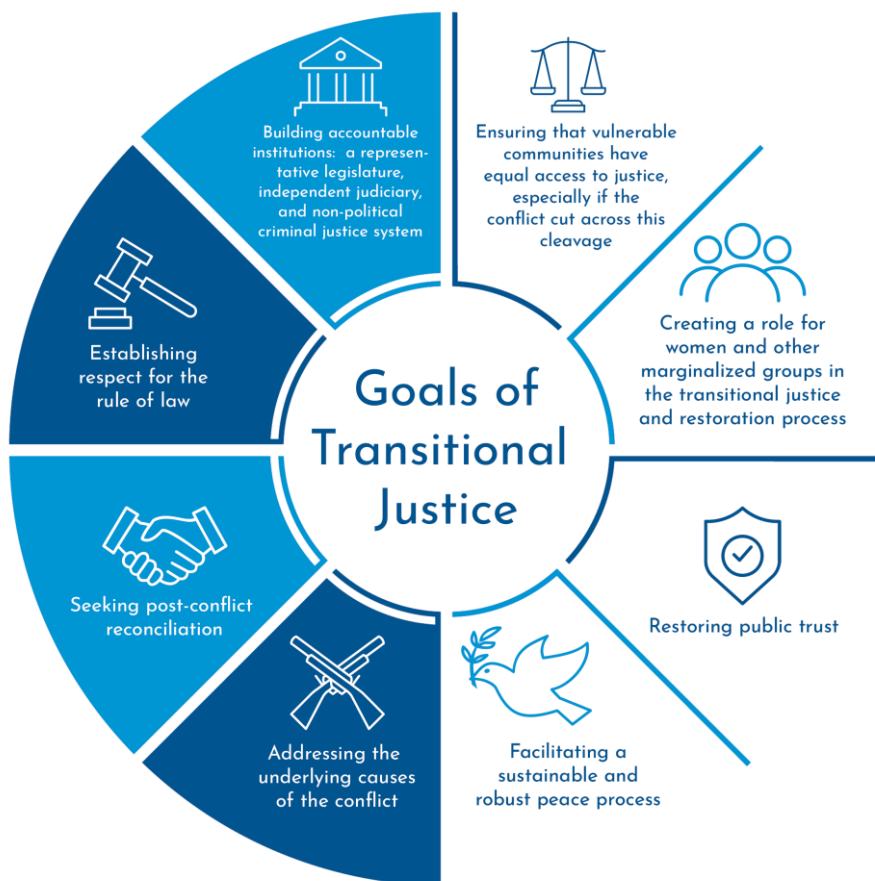 Goals of
Transitional
Justice
Building accountable
institutions:  a represen-
tative legislature,
independent judiciary,
and non-political
criminal justice system
Ensuring that vulnerable
communities have
equal access to justice,
especially if the
conflict cut across this
cleavage
Creating a role for
women and other
marginalized groups in
the transitional justice
and restoration process
Restoring public trust
Facilitating a
sustainable and
robust peace process
Addressing the
underlying causes
of the conflict
Seeking post-conflict
reconciliation
Establishing
respect for the
rule of law